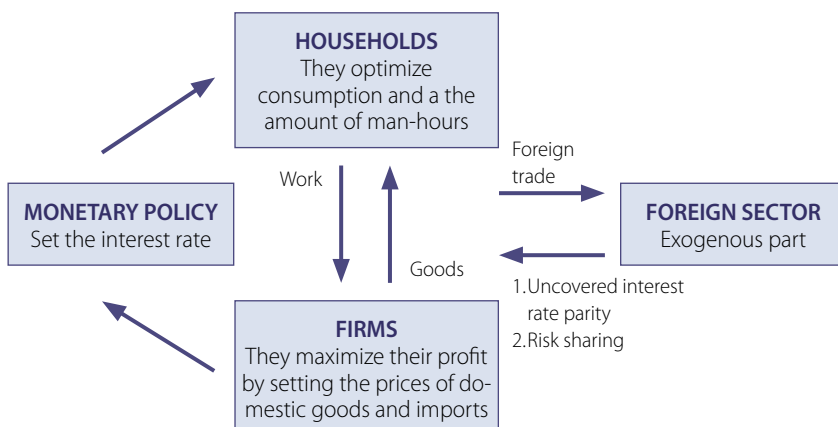 HOUSEHOLDS
They optimize
consumption and a the
amount of man-hours
Work
Foreign
trade
MONETARY POLICY
Set the interest rate
FOREIGN SECTOR
Exogenous part
Goods
1.Uncovered interest
rate parity
2.Risk sharing
FIRMS
They maximize their profit
by setting the prices of do-
mestic goods and imports